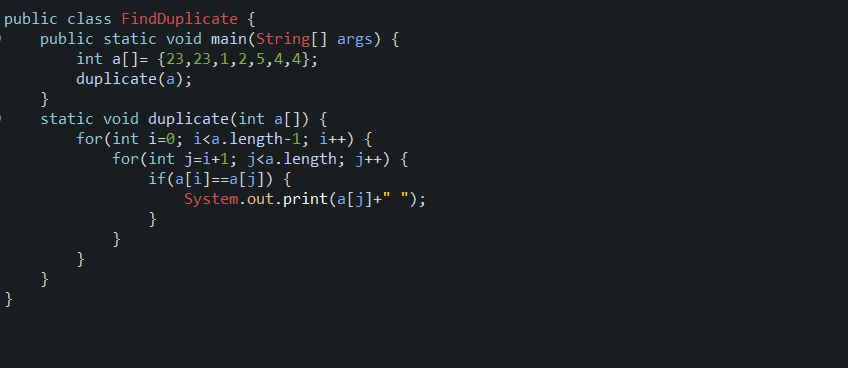 public class FindDuplicate {
    public static void main(String[] args) {
        int a[]= {23,23,1,2,5,4,4};
        duplicate(a);
    }
    static void duplicate(int a[]) {
        for(int i=0; i<a.length-1; i++) {
            for(int j=i+1; j<a.length; j++) {
                if(a[i]==a[j]) {
                    System.out.print(a[j]+" ");
                }
            }
        }
    }
}